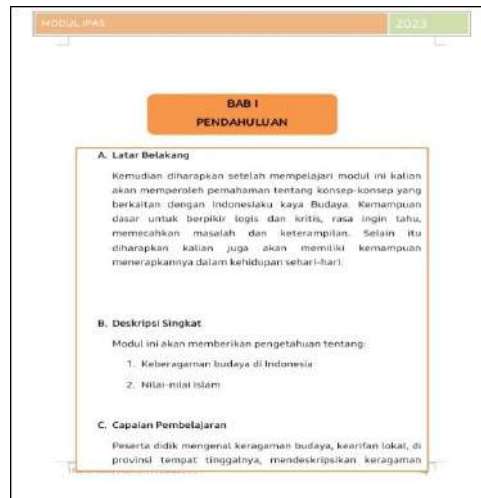 MODUL IPAS
2023
BAB I
PENDAHULUAN
A. Latar Belakang
Kemudian diharapkan setelah mempelajari modul ini kalian
akan memperoleh pemahaman tentang konsep-konsep yang
berkaitan dengan Indonesiaku kaya Budaya. Kemampuan
dasar untuk berpikir logis dan kritis, rasa ingin tahu,
memecahkan masalah dan keterampilan. Selain itu
diharapkan kalian juga akan memiliki kemampuan
menerapkannya dalam kehidupan sehari-hari.
B. Deskripsi Singkat
Modul ini akan memberikan pengetahuan tentang:
1. Keberagaman budaya di Indonesia
2. Nilai-nilai Islam
C. Capaian Pembelajaran
Peserta didik mengenal keragaman budaya, kearifan lokal, di
provinsi tempat tinggalnya, mendeskripsikan keragaman